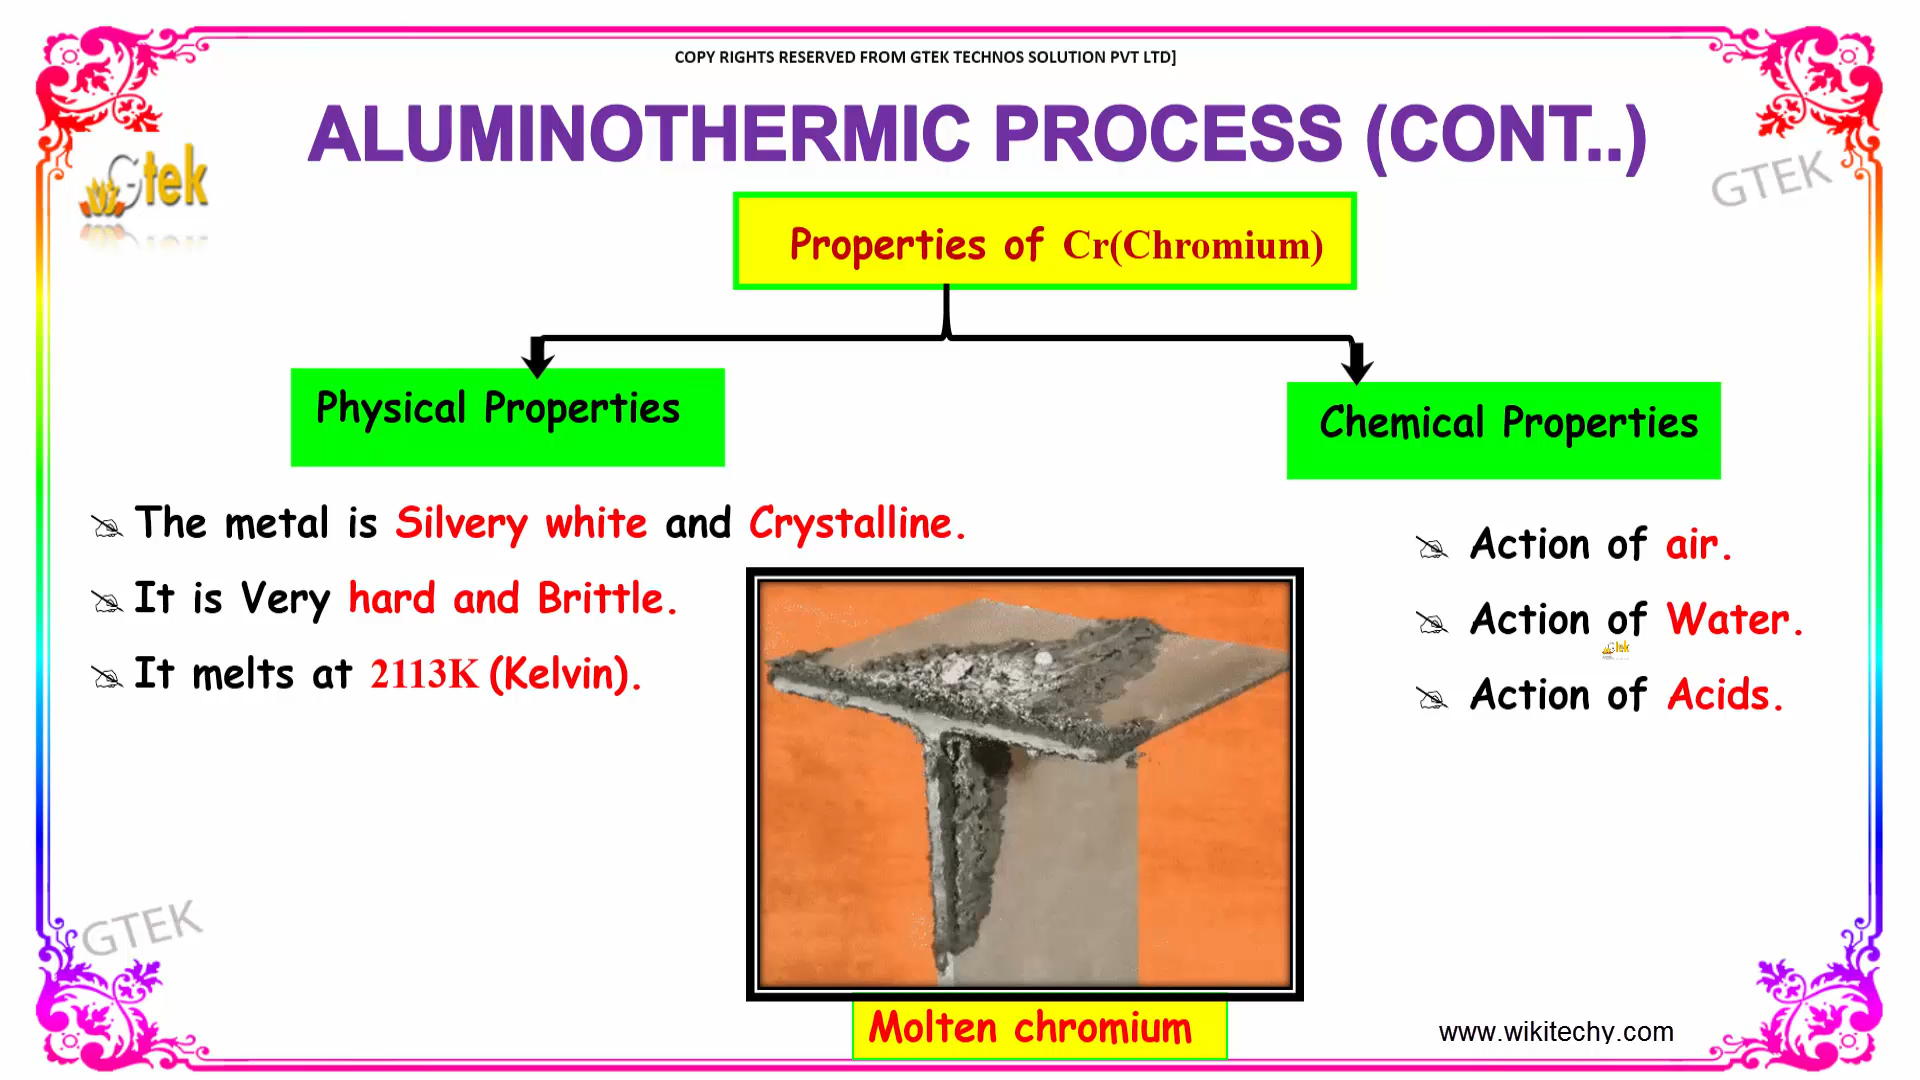 COPY RIGHTS RESERVED FROM GTEK TECHNOS SOLUTION PVT LTD]
ALUMINOTHERMIC PROCESS (CONT..)
Gtek
GTEK
Properties of Cr(Chromium)
Physical Properties
Chemical Properties
The metal is Silvery white and Crystalline.
It is Very hard and Brittle.
It melts at 2113K (Kelvin).
Action of air.
Action of Water.
Gtek
Action of Acids.
GTEK
Molten chromium
www.wikitechy.com